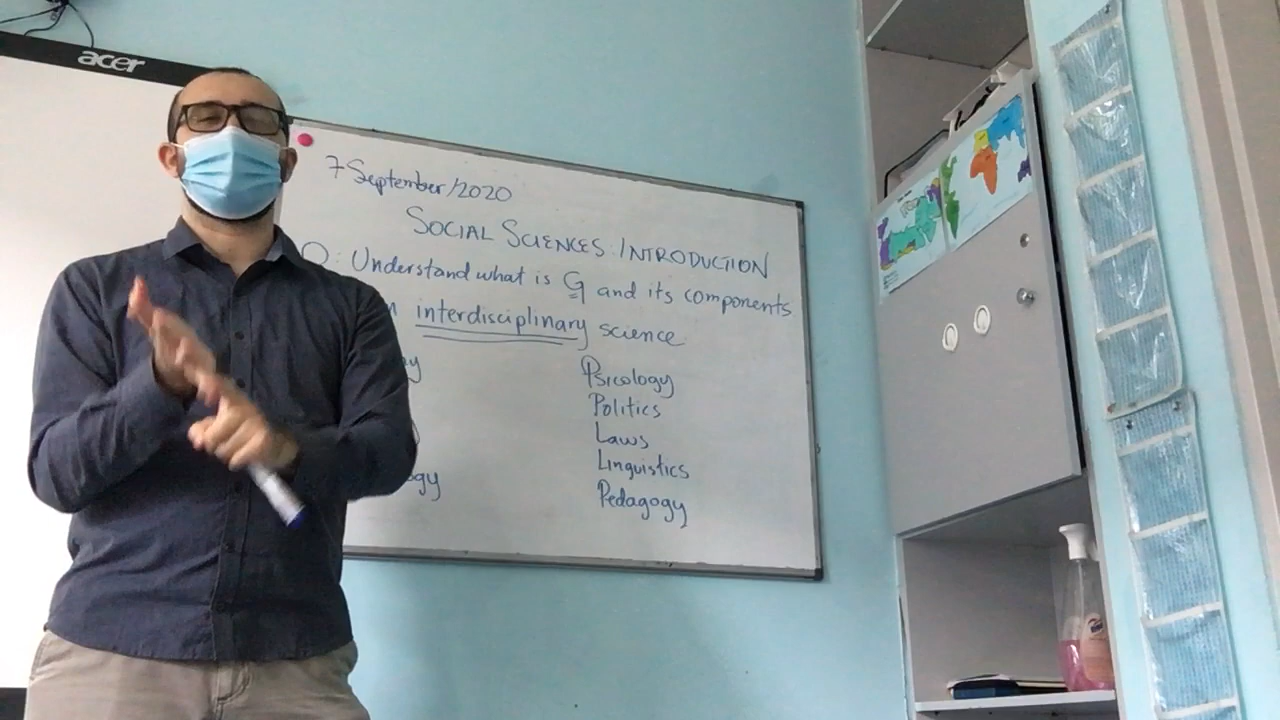 acer
7 September/2020
SOCIAL SCIENCES: INTRODUCTION
O: Understand what is G and its components
interdisciplinary science
Psicology
Politics
Laws
Linguistics
Pedagogy